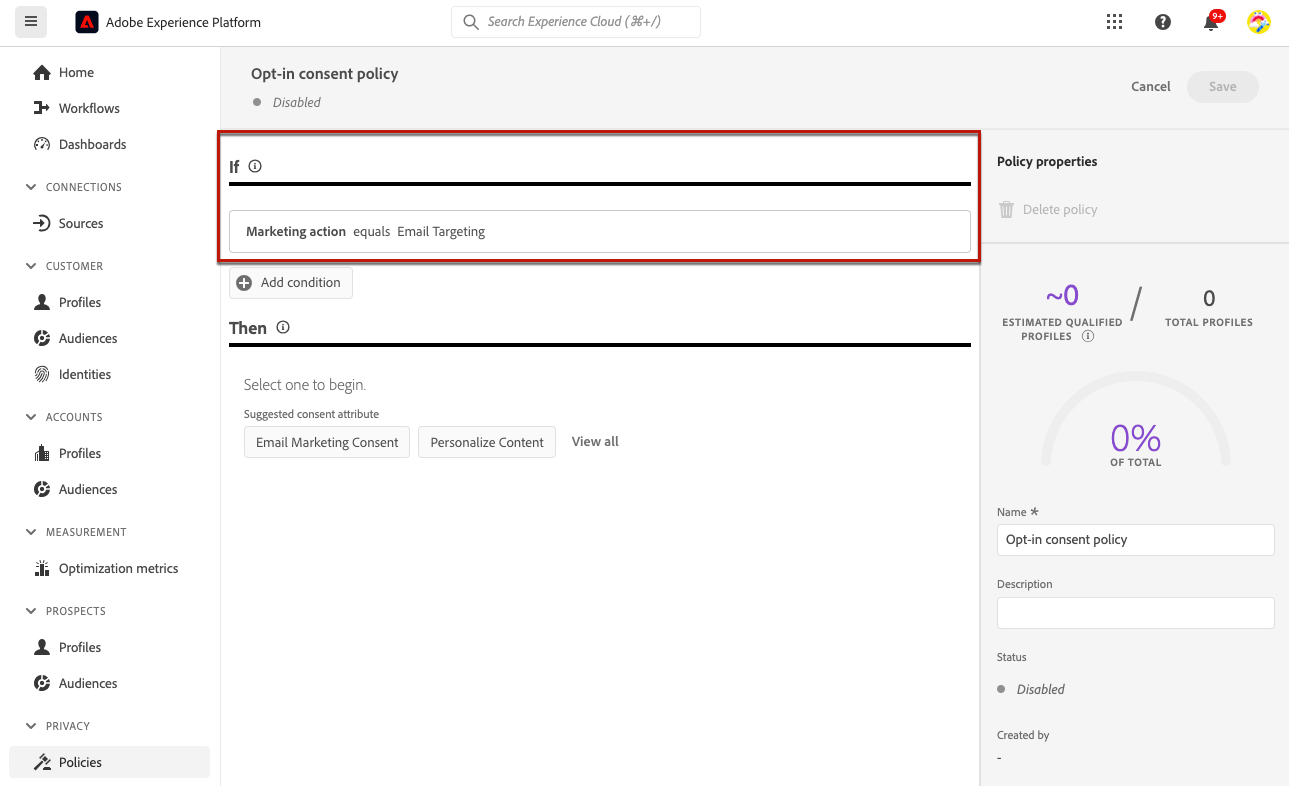 Adobe Experience Platform
Search Experience Cloud (⌘+/)
9+
Home
Workflows
Dashboards
CONNECTIONS
Sources
CUSTOMER
Profiles
Audiences
Identities
ACCOUNTS
Profiles
Audiences
MEASUREMENT
Optimization metrics
PROSPECTS
Profiles
Audiences
PRIVACY
Policies
Opt-in consent policy
Disabled
Cancel
Save
If
Marketing action equals Email Targeting
Add condition
Then
Select one to begin.
Suggested consent attribute
Email Marketing Consent
Personalize Content
View all
Policy properties
Delete policy
~0
ESTIMATED QUALIFIED
PROFILES
/
0
TOTAL PROFILES
0%
OF TOTAL
Name *
Opt-in consent policy
Description
Status
Disabled
Created by
-